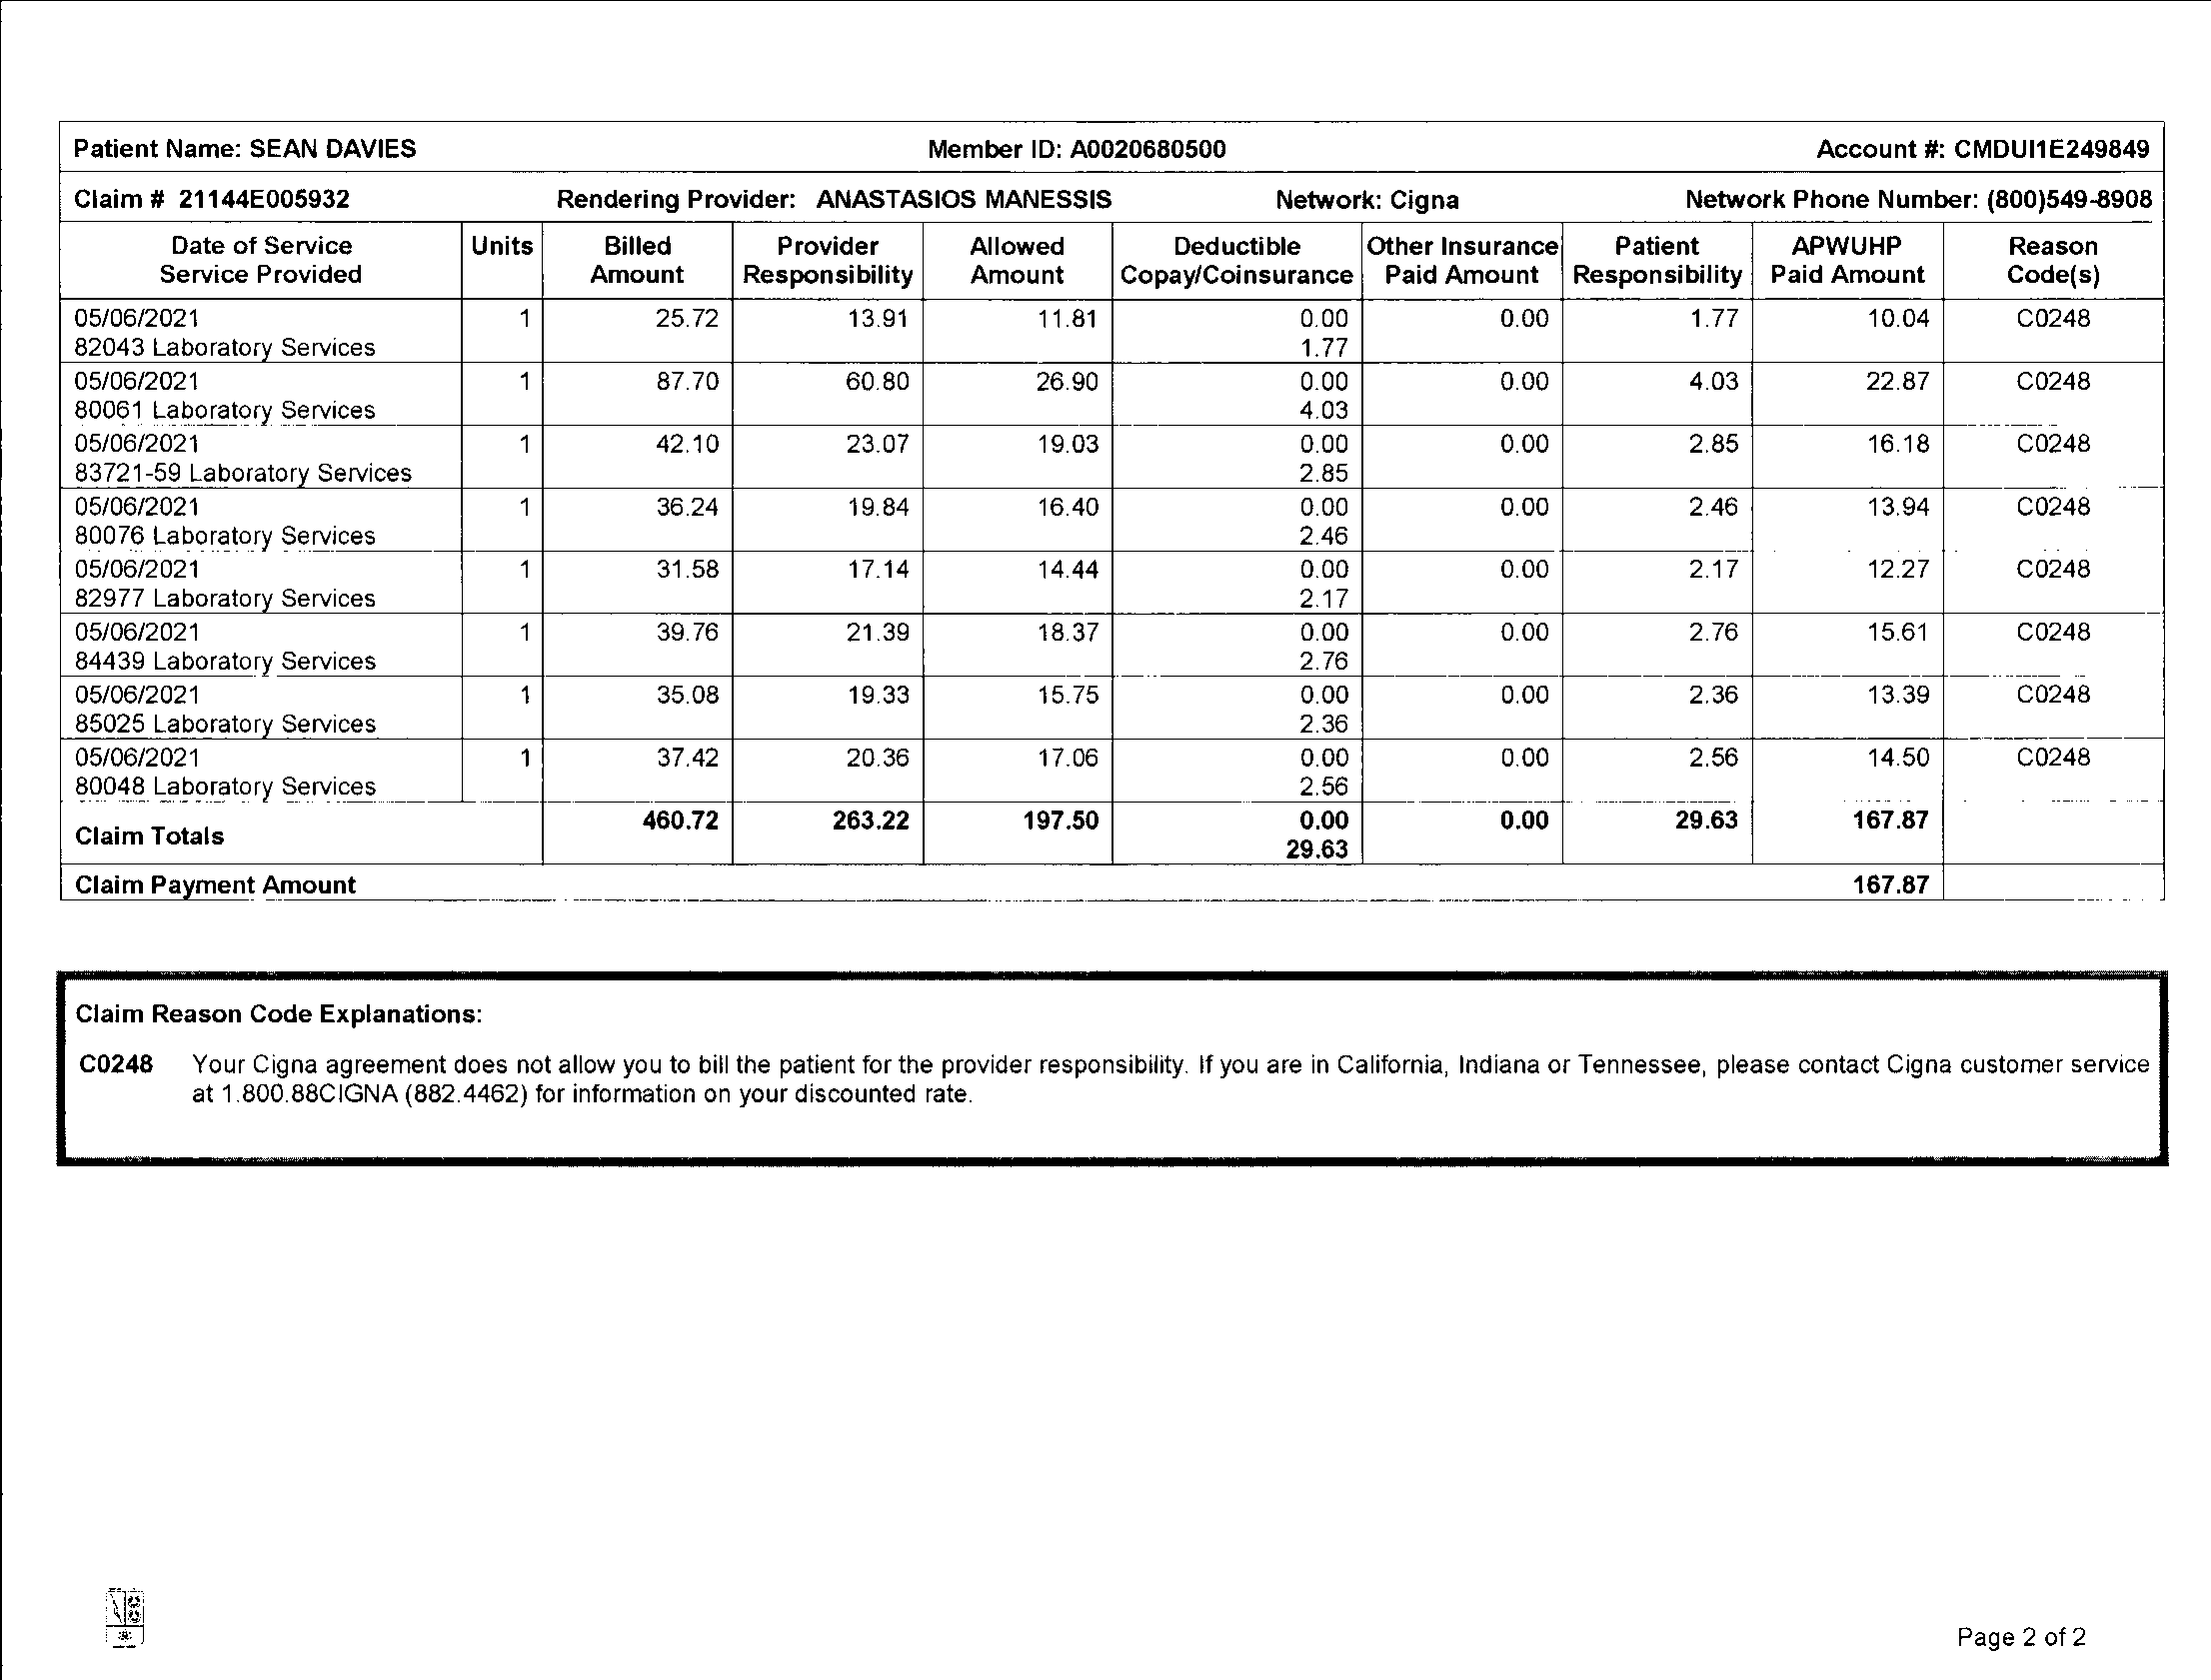 Patient Name: SEAN DAVIES Member ID: A0020680500 Account #: CMDUI1E249849
Claim # 21144E005932 Rendering Provider: ANASTASIOS MANESSIS Network: Cigna Network Phone Number: (800)549-8908
Date of Service Units Billed Provider Allowed Deductible Other Insurance Patient APWUHP Reason
Service Provided Amount Responsibility Amount Copay/Coinsurance Paid Amount Responsibility Paid Amount Code(s)
05/06/2021 1 25.72 13.91 11.81 0.00 0.00 1.77 10.04 C0248
82043 Laboratory Services 1.77
05/06/2021 1 87.70 60.80 26.90 0.00 0.00 4.03 22.87 C0248
80061 Laboratory Services 4.03
05/06/2021 1 42.10 23.07 19.03 0.00 0.00 2.85 16.18 C0248
83721-59 Laboratory Services 2.85
05/06/2021 1 36.24 19.84 16.40 0.00 0.00 2.46 13.94 C0248
80076 Laboratory Services 2.46
05/06/2021 1 31.58 17.14 14.44 0.00 0.00 2.17 12.27 C0248
82977 Laboratory Services 2.17
05/06/2021 1 39.76 21.39 18.37 0.00 0.00 2.76 15.61 C0248
84439 Laboratory Services 2.76
05/06/2021 1 35.08 19.33 15.75 0.00 0.00 2.36 13.39 C0248
85025 Laboratory Services 2.36
05/06/2021 1 37.42 20.36 17.06 0.00 0.00 2.56 14.50 C0248
80048 Laboratory Services 2.56
Claim Totals 460.72 263.22 197.50 0.00 0.00 29.63 167.87
29.63
Claim Payment Amount 167.87
Claim Reason Code Explanations:
C0248 Your Cigna agreement does not allow you to bill the patient for the provider responsibility. If you are in California, Indiana or Tennessee, please contact Cigna customer service
at 1.800.88CIGNA (882.4462) for information on your discounted rate.
Page 2 of 2